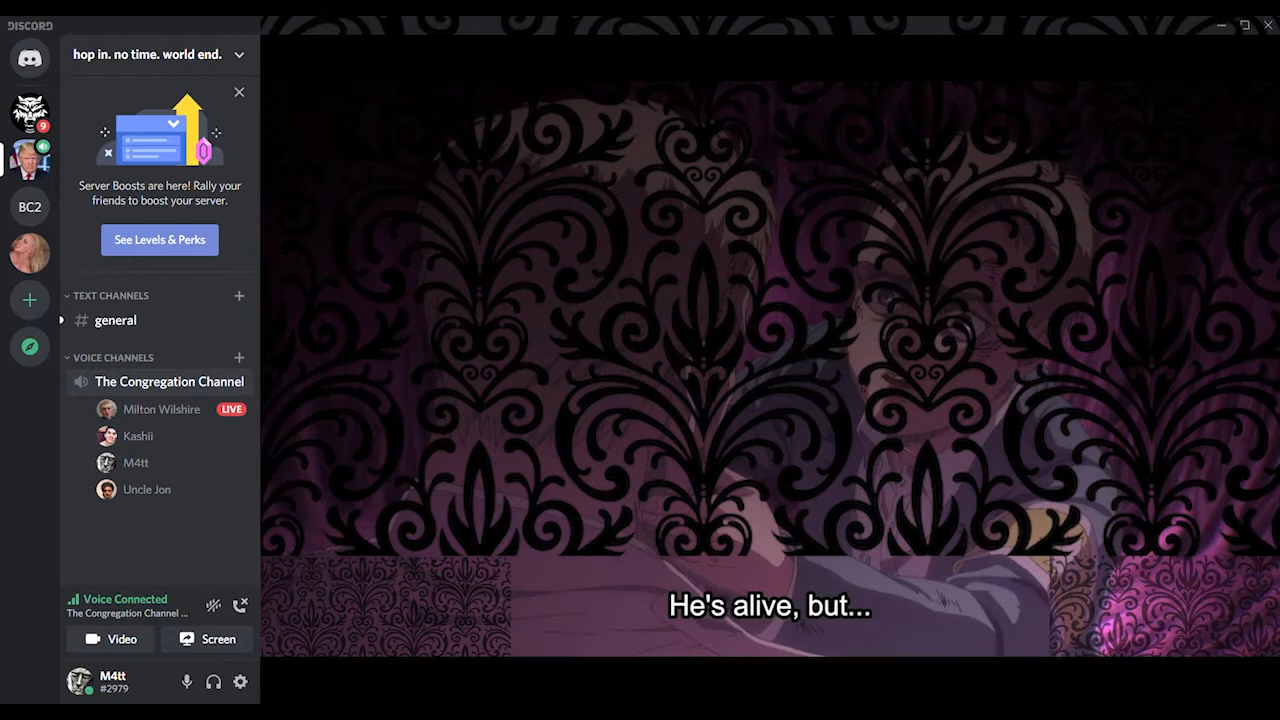 DISCORD
hop in. no time. world end.
9
BC2
Server Boosts are here! Rally your
friends to boost your server.
See Levels & Perks
TEXT CHANNELS
# general
VOICE CHANNELS
The Congregation Channel
Milton Wilshire LIVE
Kashii
M4tt
Uncle Jon
Voice Connected
The Congregation Channel ...
Video Screen
M4tt
#2979
He's alive, but...